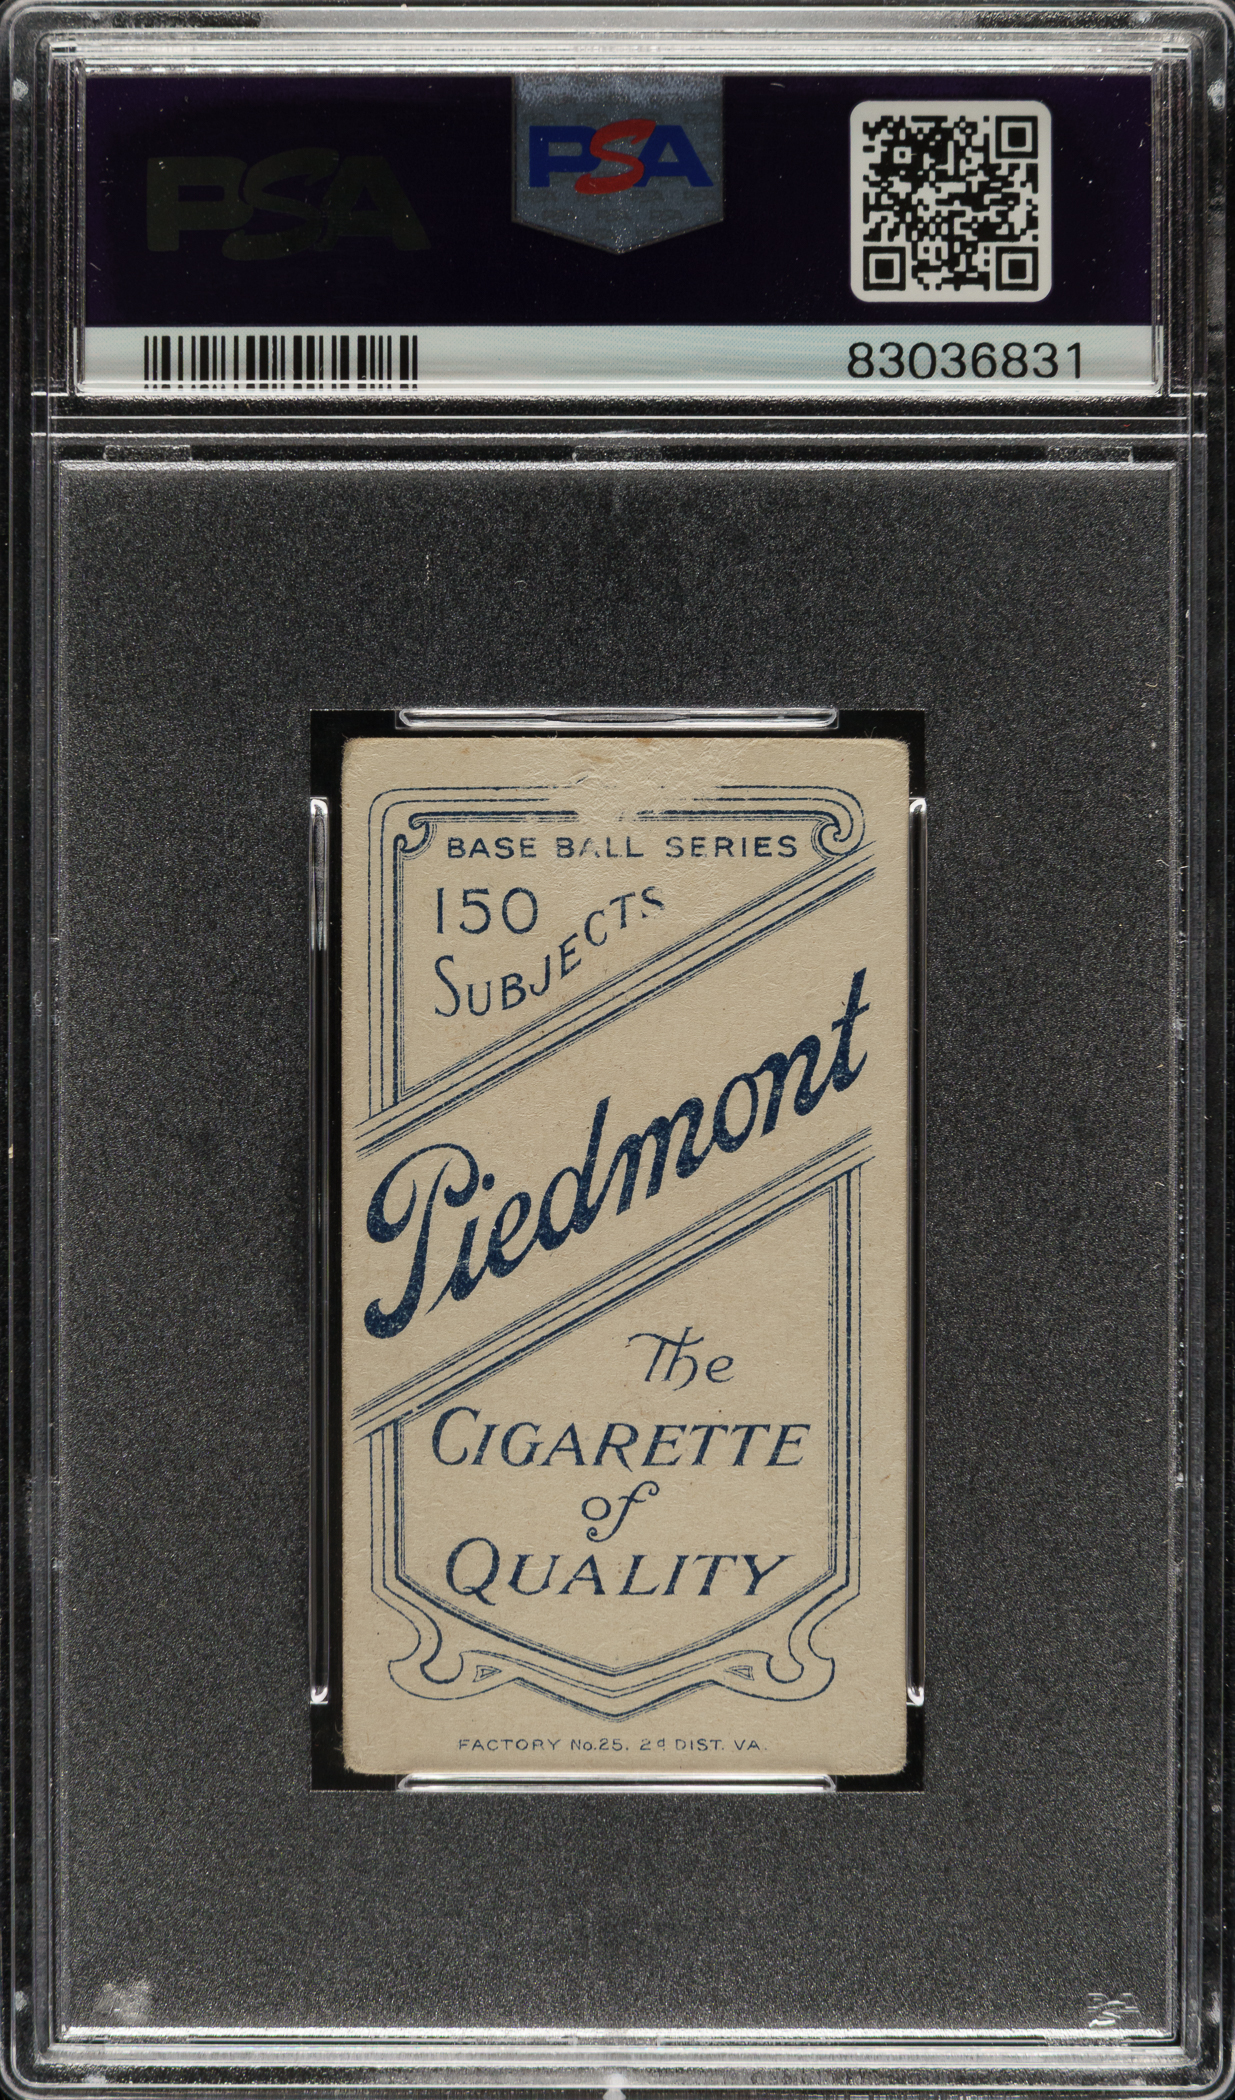 PSA
PSA
83036831
BASE BALL SERIES
150
SUBJECTS
Piedmont
The
CIGARETTE
of
QUALITY
FACTORY No.25, 2d DIST. VA.
PSA